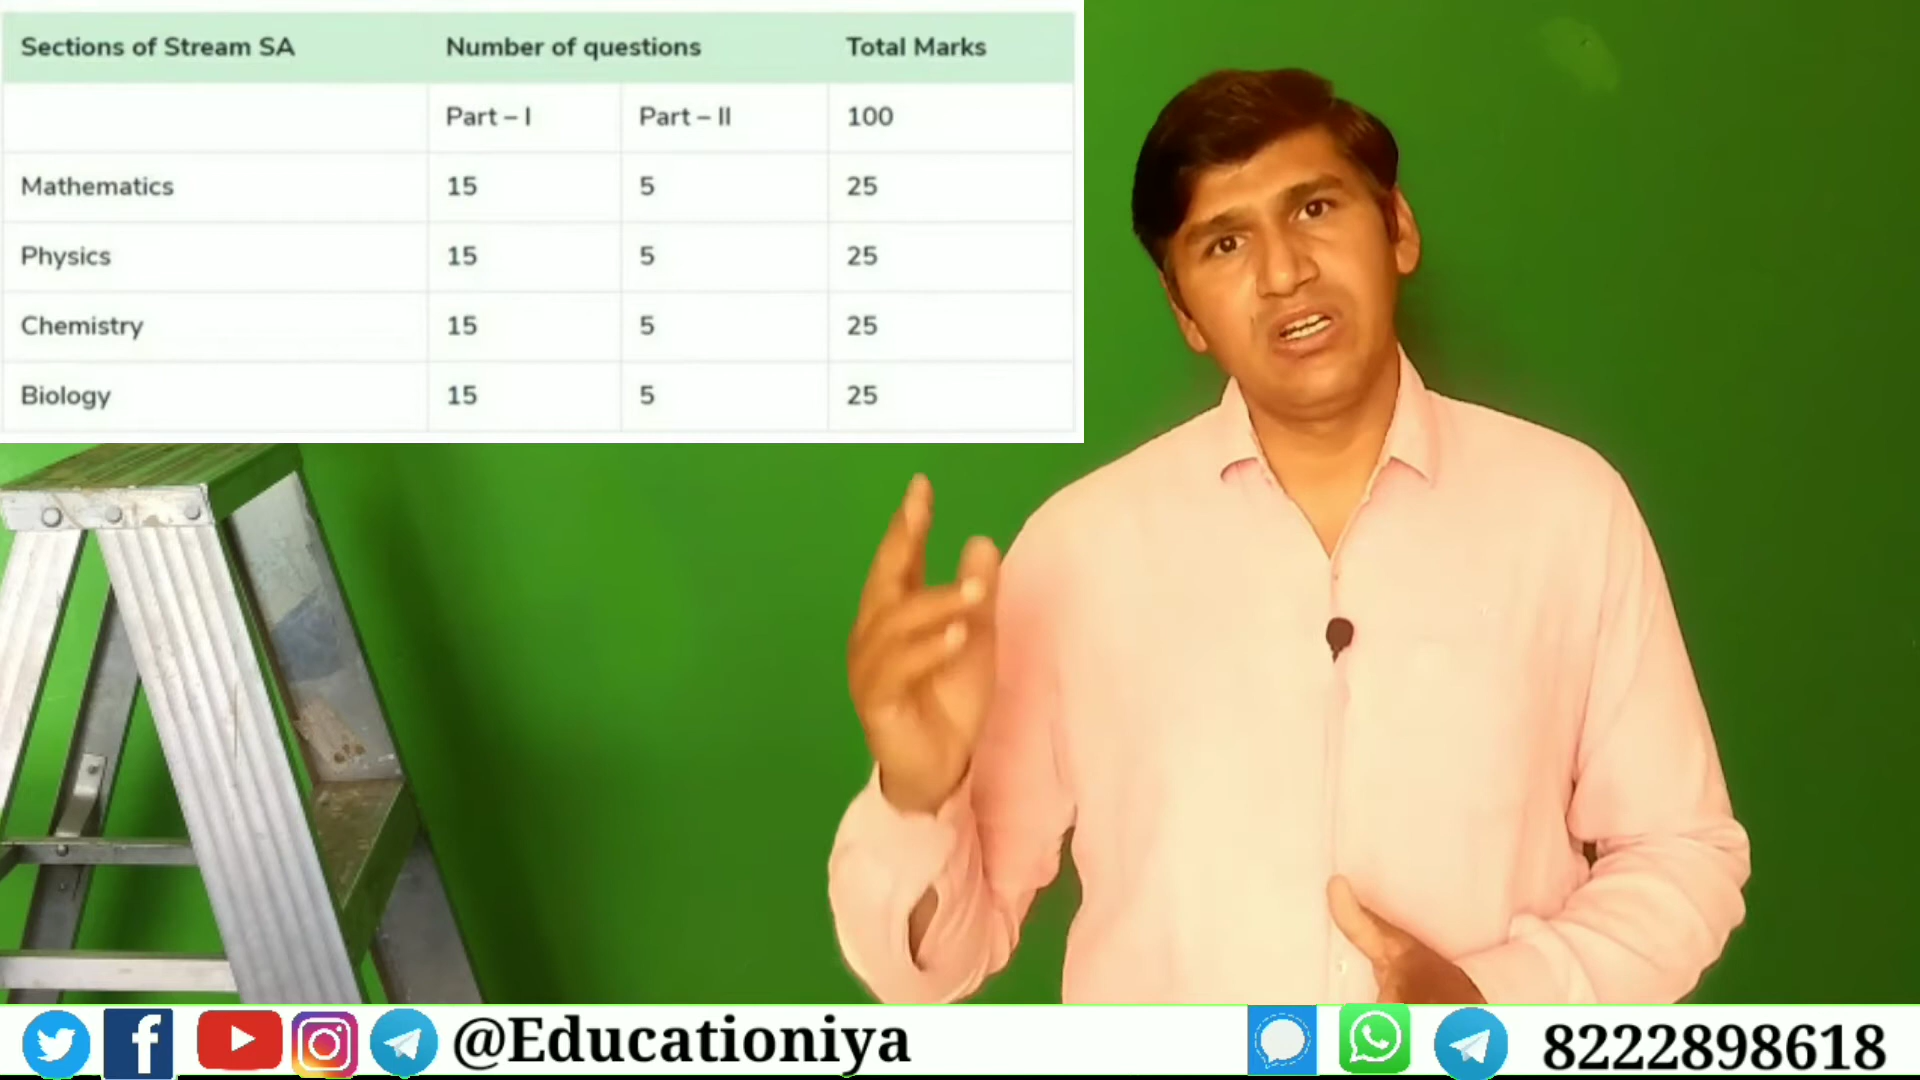 Sections of Stream SA Number of questions Total Marks
Part – I Part – II 100
Mathematics 15 5 25
Physics 15 5 25
Chemistry 15 5 25
Biology 15 5 25
@Educationiya 8222898618